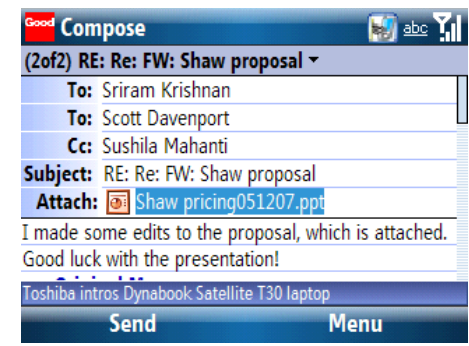 Good Compose abc
(2of2) RE: Re: FW: Shaw proposal
To: Sriram Krishnan
To: Scott Davenport
Cc: Sushila Mahanti
Subject: RE: Re: FW: Shaw proposal
Attach: Shaw pricing051207.ppt
I made some edits to the proposal, which is attached.
Good luck with the presentation!
Toshiba intros Dynabook Satellite T30 laptop
Send Menu